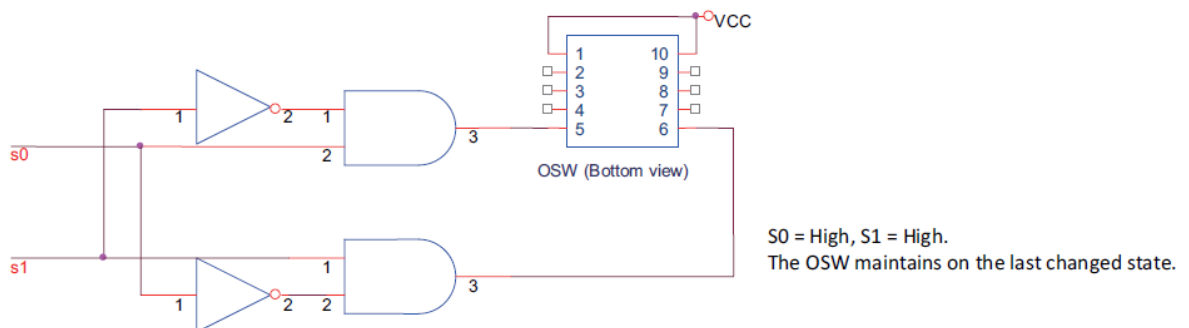 VCC
1 10
2 9
3 8
4 7
5 6
OSW (Bottom view)
1 2 1
2 3
s0
s1
1 3
1 2 2
S0 = High, S1 = High.
The OSW maintains on the last changed state.